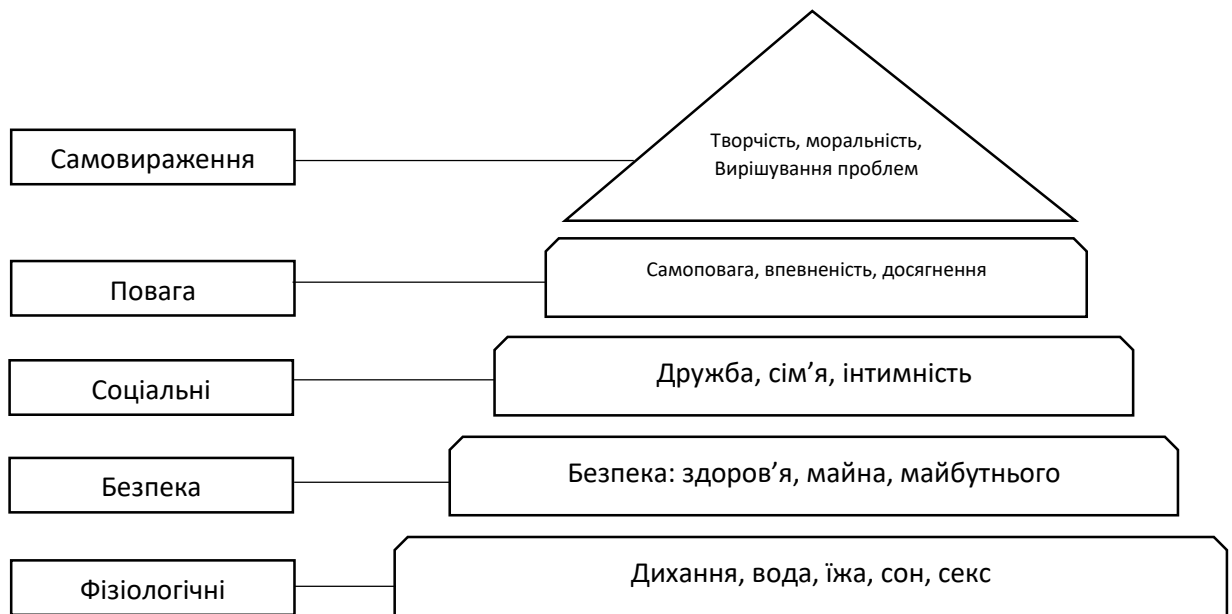 Творчість, моральність,
Самовираження
Вирішування проблем
Самоповага, впевненість, досягнення
Повага
Дружба, сім’я, інтимність
Соціальні
Безпека: здоров’я, майна, майбутнього
Безпека
Дихання, вода, їжа, сон, секс
Фізіологічні